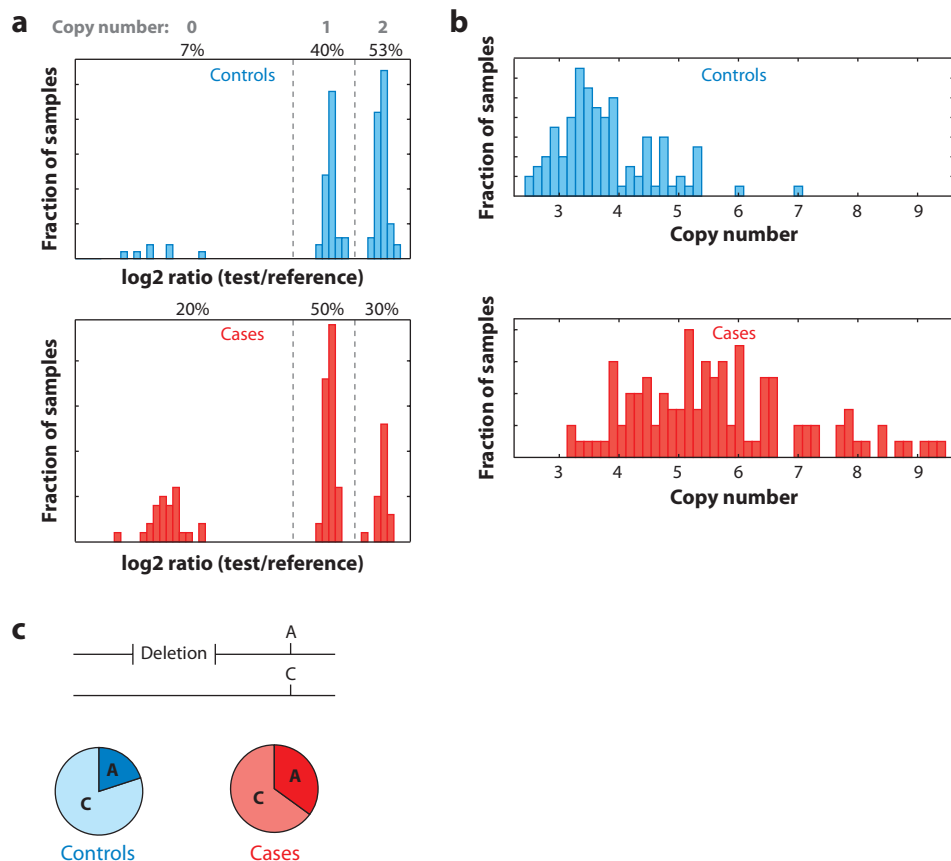 a
Copy number: 0 1 2
7% 40% 53%
Controls
Fraction of samples
log2 ratio (test/reference)
20% 50% 30%
Cases
Fraction of samples
log2 ratio (test/reference)
b
Controls
Fraction of samples
3 4 5 6 7 8 9
Copy number
Cases
Fraction of samples
3 4 5 6 7 8 9
Copy number
c
A
Deletion
C
A
C
Controls
A
C
Cases